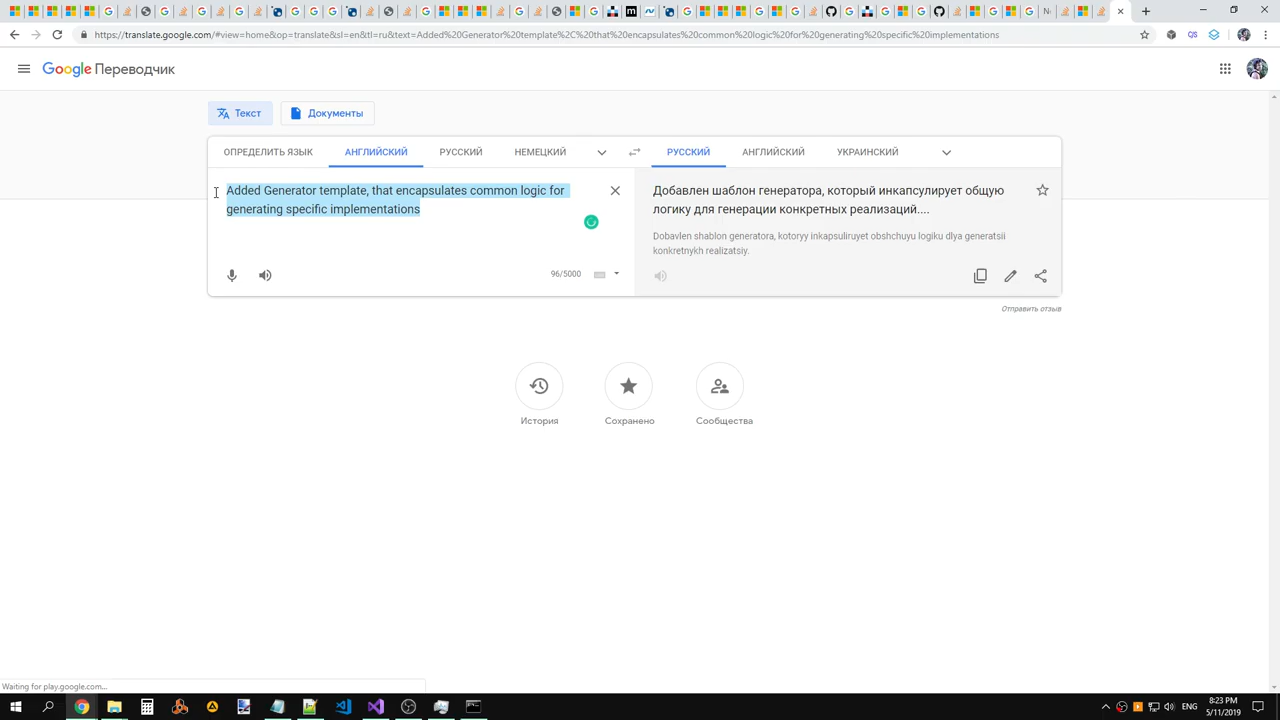 https://translate.google.com/#view=home&op=translate&sl=en&tl=ru&text=Added%20Generator%20template%2C%20that%20encapsulates%20common%20logic%20for%20generating%20specific%20implementations
Google Переводчик
Текст
Документы
ОПРЕДЕЛИТЬ ЯЗЫК АНГЛИЙСКИЙ РУССКИЙ НЕМЕЦКИЙ
РУССКИЙ АНГЛИЙСКИЙ УКРАИНСКИЙ
Added Generator template, that encapsulates common logic for
generating specific implementations
96/5000
Добавлен шаблон генератора, который инкапсулирует общую
логику для генерации конкретных реализаций....
Dobavlen shablon generatora, kotoryy inkapsuliruyet obshchuyu logiku dlya generatsii
konkretnykh realizatsiy.
Отправить отзыв
История
Сохранено
Сообщества
Waiting for play.google.com...
ENG
8:23 PM
5/11/2019